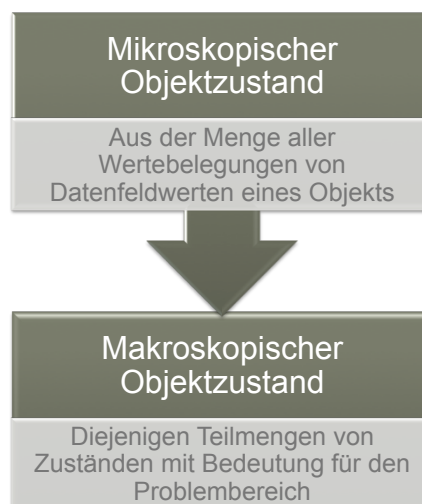 Mikroskopischer
Objektzustand
Aus der Menge aller
Wertebelegungen von
Datenfeldwerten eines Objekts
Makroskopischer
Objektzustand
Diejenigen Teilmengen von
Zuständen mit Bedeutung für den
Problembereich